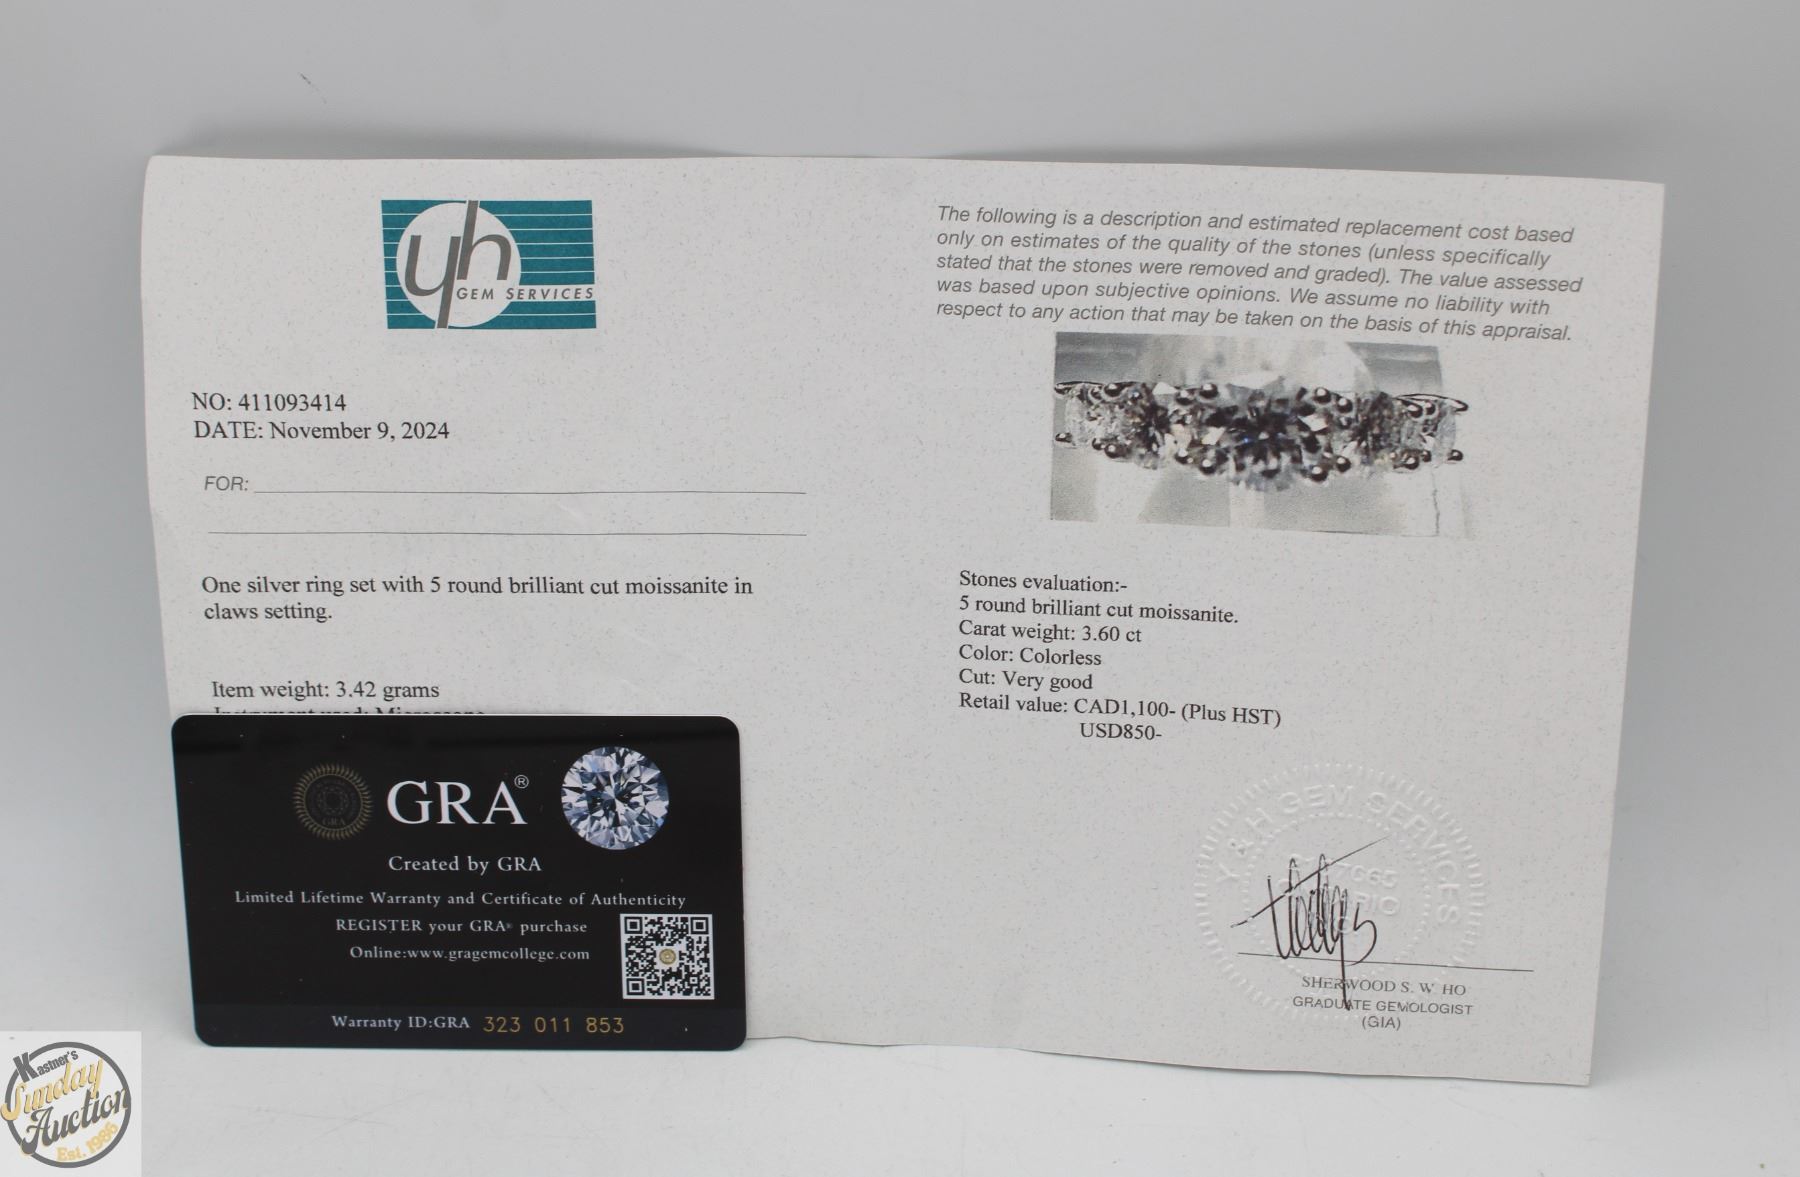 yh
GEM SERVICES
NO: 411093414
DATE: November 9, 2024
FOR:
One silver ring set with 5 round brilliant cut moissanite in
claws setting.
Item weight: 3.42 grams
Instrument used: Microscope
The following is a description and estimated replacement cost based
only on estimates of the quality of the stones (unless specifically
stated that the stones were removed and graded). The value assessed
was based upon subjective opinions. We assume no liability with
respect to any action that may be taken on the basis of this appraisal.
Stones evaluation:-
5 round brilliant cut moissanite.
Carat weight: 3.60 ct
Color: Colorless
Cut: Very good
Retail value: CAD1,100- (Plus HST)
USD850-
Y & H GEM SERVICES
ONTARIO
SHERWOOD S. W. HO
GRADUATE GEMOLOGIST
(GIA)
GRA
GRA®
Created by GRA
Limited Lifetime Warranty and Certificate of Authenticity
REGISTER your GRA® purchase
Online:www.gragemcollege.com
Warranty ID:GRA 323 011 853
Kastner's
Sunday
Auction
Est. 1986